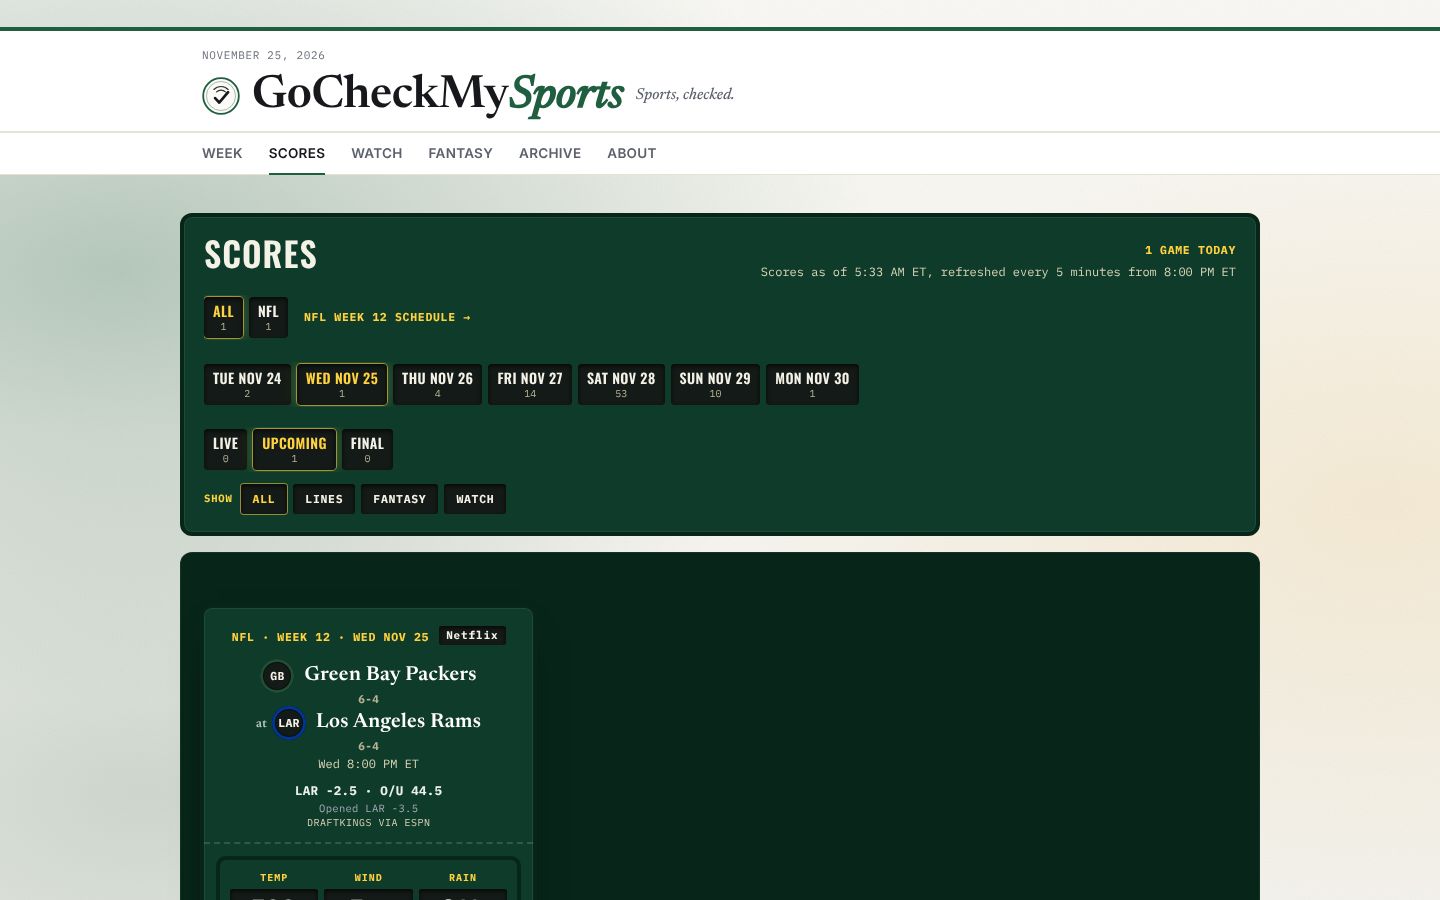 NOVEMBER 25, 2026
GoCheckMySports Sports, checked.
WEEK SCORES WATCH FANTASY ARCHIVE ABOUT
SCORES
1 GAME TODAY
Scores as of 5:33 AM ET, refreshed every 5 minutes from 8:00 PM ET
ALL NFL NFL WEEK 12 SCHEDULE →
1 1
TUE NOV 24 WED NOV 25 THU NOV 26 FRI NOV 27 SAT NOV 28 SUN NOV 29 MON NOV 30
2 1 4 14 53 10 1
LIVE UPCOMING FINAL
0 1 0
SHOW ALL LINES FANTASY WATCH
NFL · WEEK 12 · WED NOV 25 Netflix
GB Green Bay Packers
6-4
at LAR Los Angeles Rams
6-4
Wed 8:00 PM ET
LAR -2.5 · O/U 44.5
Opened LAR -3.5
DRAFTKINGS VIA ESPN
TEMP WIND RAIN